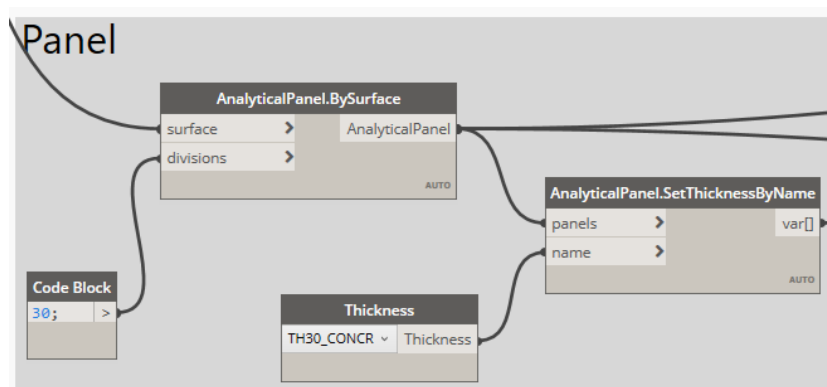 Panel
AnalyticalPanel.BySurface
surface > AnalyticalPanel
divisions >
AUTO
AnalyticalPanel.SetThicknessByName
panels > var[]
name >
AUTO
Code Block
30; >
Thickness
TH30_CONCR Thickness